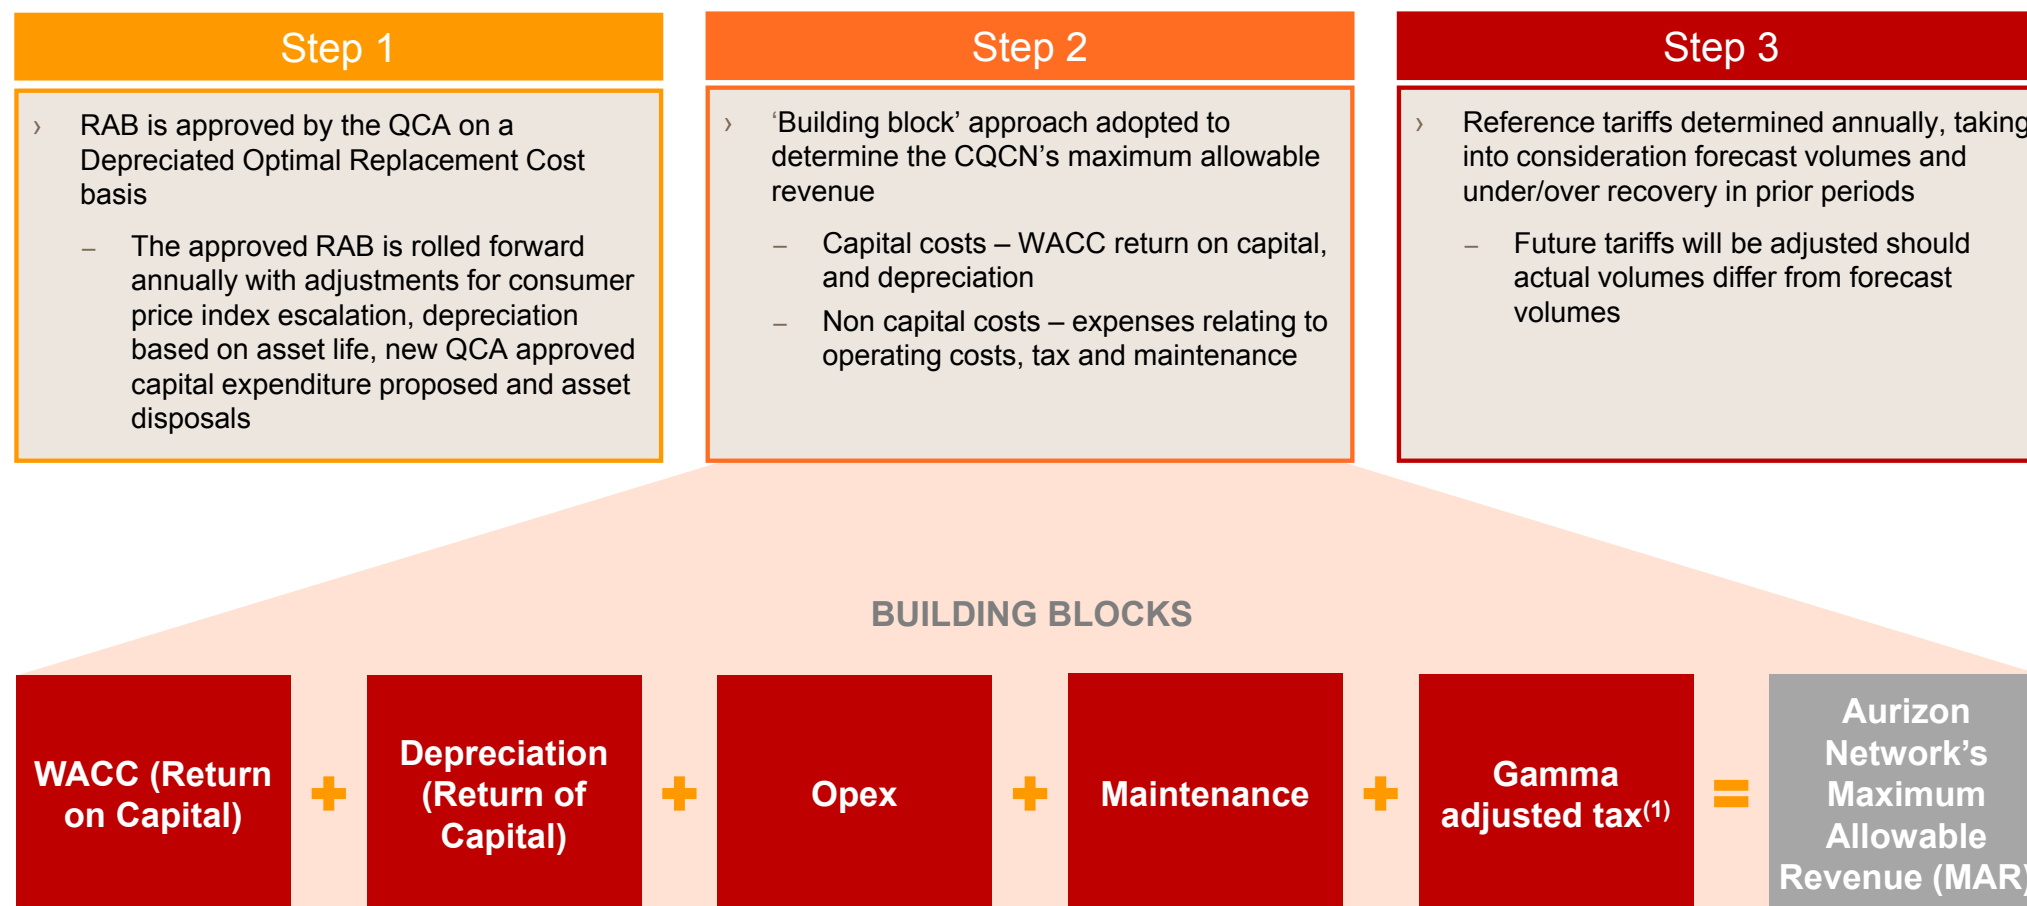 Step 1
› RAB is approved by the QCA on a
Depreciated Optimal Replacement Cost
basis
– The approved RAB is rolled forward
annually with adjustments for consumer
price index escalation, depreciation
based on asset life, new QCA approved
capital expenditure proposed and asset
disposals
Step 2
› ‘Building block’ approach adopted to
determine the CQCN’s maximum allowable
revenue
– Capital costs – WACC return on capital,
and depreciation
– Non capital costs – expenses relating to
operating costs, tax and maintenance
Step 3
› Reference tariffs determined annually, taking
into consideration forecast volumes and
under/over recovery in prior periods
– Future tariffs will be adjusted should
actual volumes differ from forecast
volumes
BUILDING BLOCKS
WACC (Return
on Capital)
+
Depreciation
(Return of
Capital)
+
Opex
+
Maintenance
+
Gamma
adjusted tax(1)
=
Aurizon
Network’s
Maximum
Allowable
Revenue (MAR)